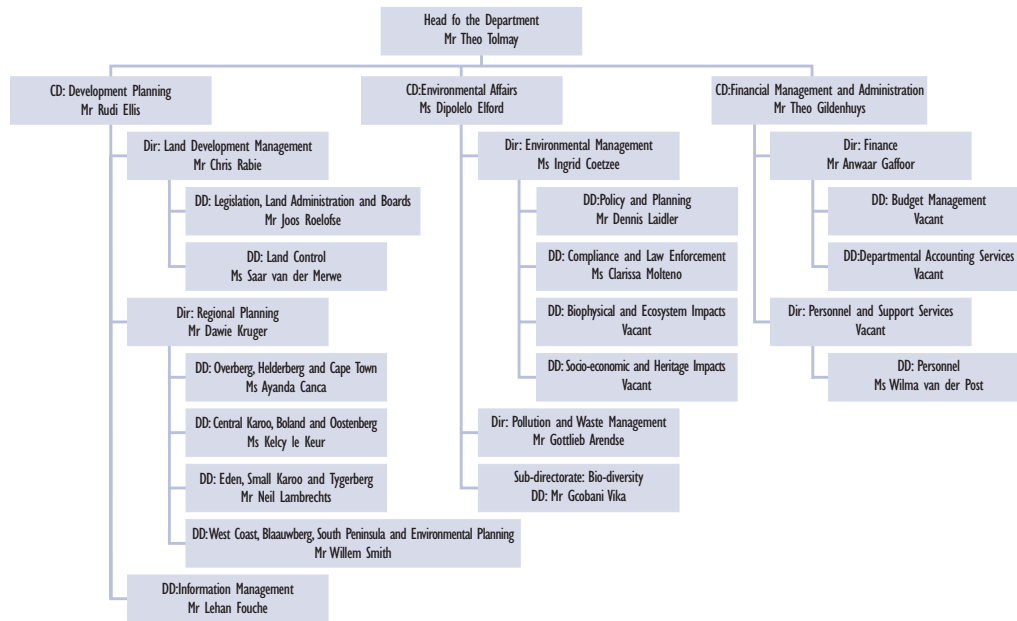 Head fo the Department
Mr Theo Tolmay
CD: Development Planning
Mr Rudi Ellis
Dir: Land Development Management
Mr Chris Rabie
DD: Legislation, Land Administration and Boards
Mr Joos Roelofse
DD: Land Control
Ms Saar van der Merwe
Dir: Regional Planning
Mr Dawie Kruger
DD: Overberg, Helderberg and Cape Town
Ms Ayanda Canca
DD: Central Karoo, Boland and Oostenberg
Ms Kelcy le Keur
DD: Eden, Small Karoo and Tygerberg
Mr Neil Lambrechts
DD:West Coast, Blaauwberg, South Peninsula and Environmental Planning
Mr Willem Smith
DD:Information Management
Mr Lehan Fouche
CD:Environmental Affairs
Ms Dipolelo Elford
Dir: Environmental Management
Ms Ingrid Coetzee
DD:Policy and Planning
Mr Dennis Laidler
DD: Compliance and Law Enforcement
Ms Clarissa Molteno
DD: Biophysical and Ecosystem Impacts
Vacant
DD: Socio-economic and Heritage Impacts
Vacant
Dir: Pollution and Waste Management
Mr Gottlieb Arendse
Sub-directorate: Bio-diversity
DD: Mr Gcobani Vika
CD:Financial Management and Administration
Mr Theo Gildenhuys
Dir: Finance
Mr Anwaar Gaffoor
DD: Budget Management
Vacant
DD:Departmental Accounting Services
Vacant
Dir: Personnel and Support Services
Vacant
DD: Personnel
Ms Wilma van der Post